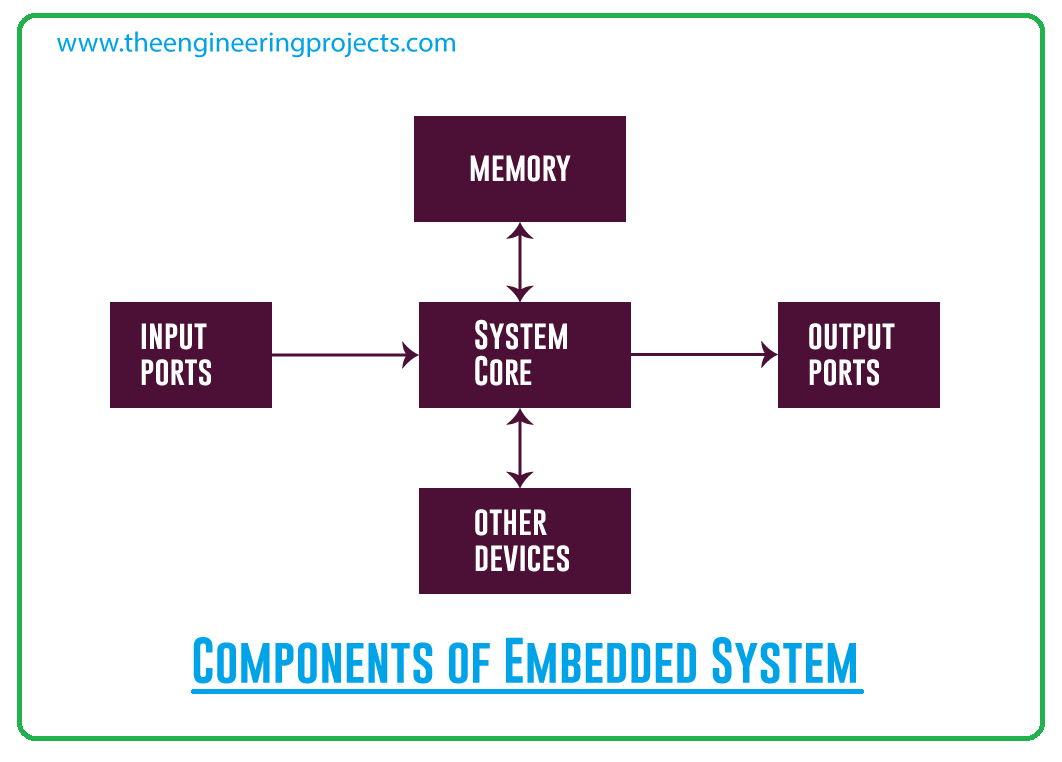 www.theengineeringprojects.com
MEMORY
INPUT
PORTS
SYSTEM
CORE
OUTPUT
PORTS
OTHER
DEVICES
COMPONENTS OF EMBEDDED SYSTEM